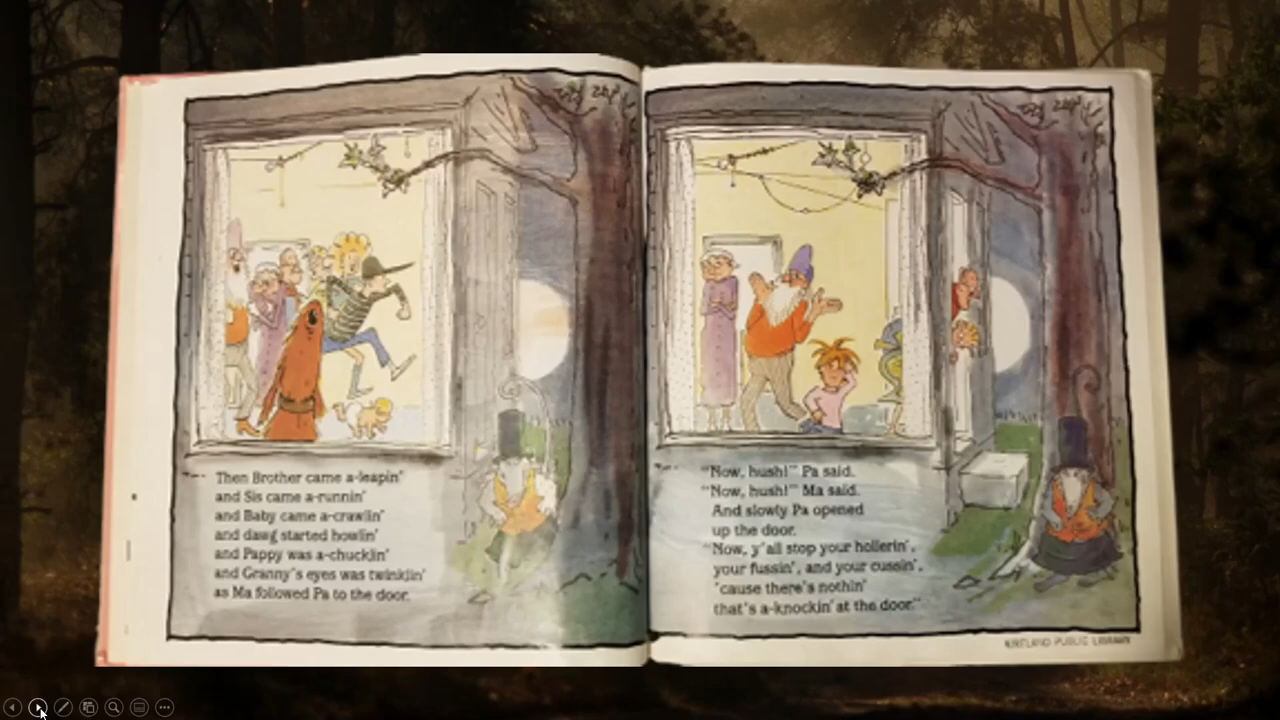 Then Brother came a-leapin'
and Sis came a-runnin'
and Baby came a-crawlin'
and dawg started howlin'
and Pappy was a-chucklin'
and Granny's eyes was twinklin'
as Ma followed Pa to the door.
"Now, hush!" Pa said.
"Now, hush!" Ma said.
And slowly Pa opened
up the door.
"Now, y'all stop your hollerin',
your fussin', and your cussin',
'cause there's nothin'
that's a-knockin' at the door."
KIRTLAND PUBLIC LIBRARY